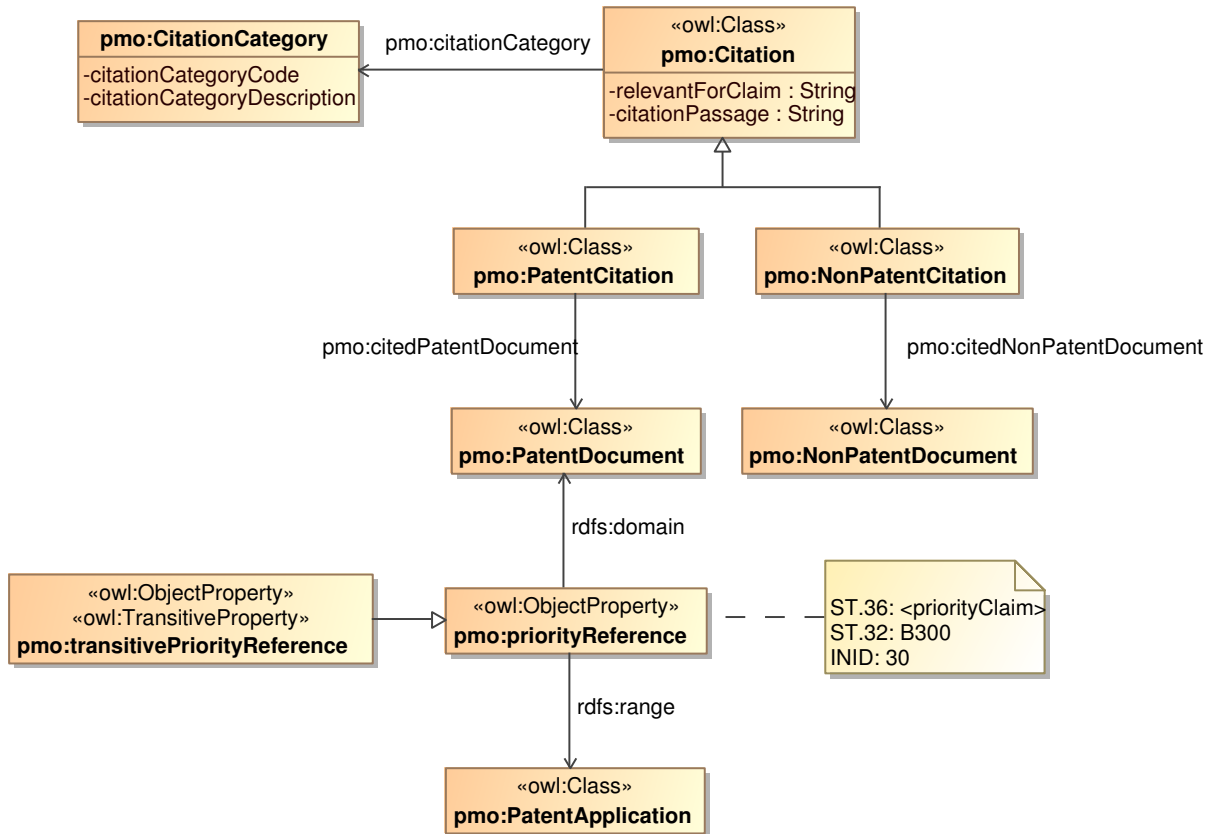 pmo:CitationCategory
-citationCategoryCode
-citationCategoryDescription
pmo:citationCategory
«owl:Class»
pmo:Citation
-relevantForClaim : String
-citationPassage : String
«owl:Class»
pmo:PatentCitation
«owl:Class»
pmo:NonPatentCitation
pmo:citedPatentDocument
pmo:citedNonPatentDocument
«owl:Class»
pmo:PatentDocument
«owl:Class»
pmo:NonPatentDocument
rdfs:domain
«owl:ObjectProperty»
«owl:TransitiveProperty»
pmo:transitivePriorityReference
«owl:ObjectProperty»
pmo:priorityReference
ST.36: <priorityClaim>
ST.32: B300
INID: 30
rdfs:range
«owl:Class»
pmo:PatentApplication